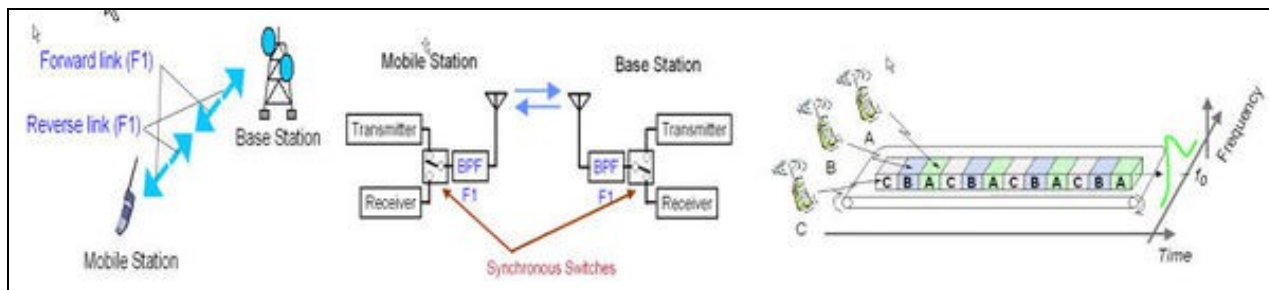 Forward link (F1)
Reverse link (F1)
Base Station
Mobile Station
Mobile Station
Base Station
Transmitter
Transmitter
BPF
BPF
F1
F1
Receiver
Receiver
Synchronous Switches
A
B
C
C B A C B A C B A C B A
Frequency
f0
Time